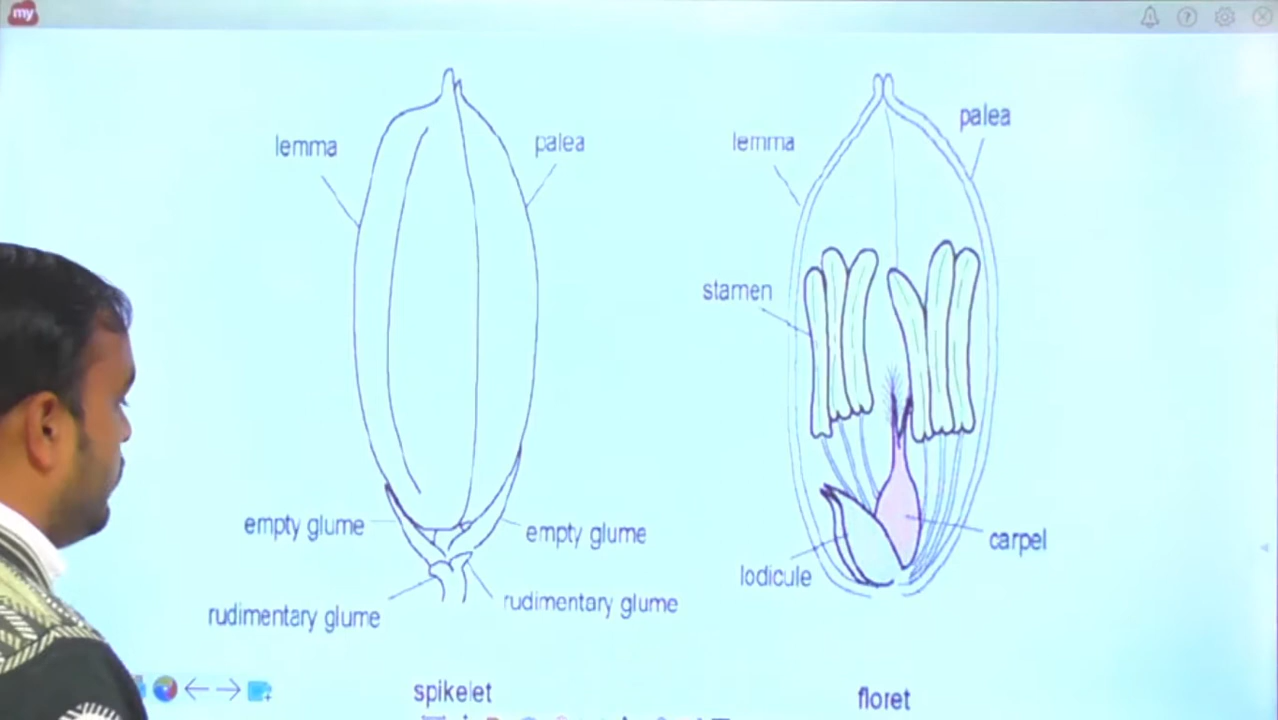 my
lemma
palea
empty glume
empty glume
rudimentary glume
rudimentary glume
spikelet
lemma
palea
stamen
lodicule
carpel
floret